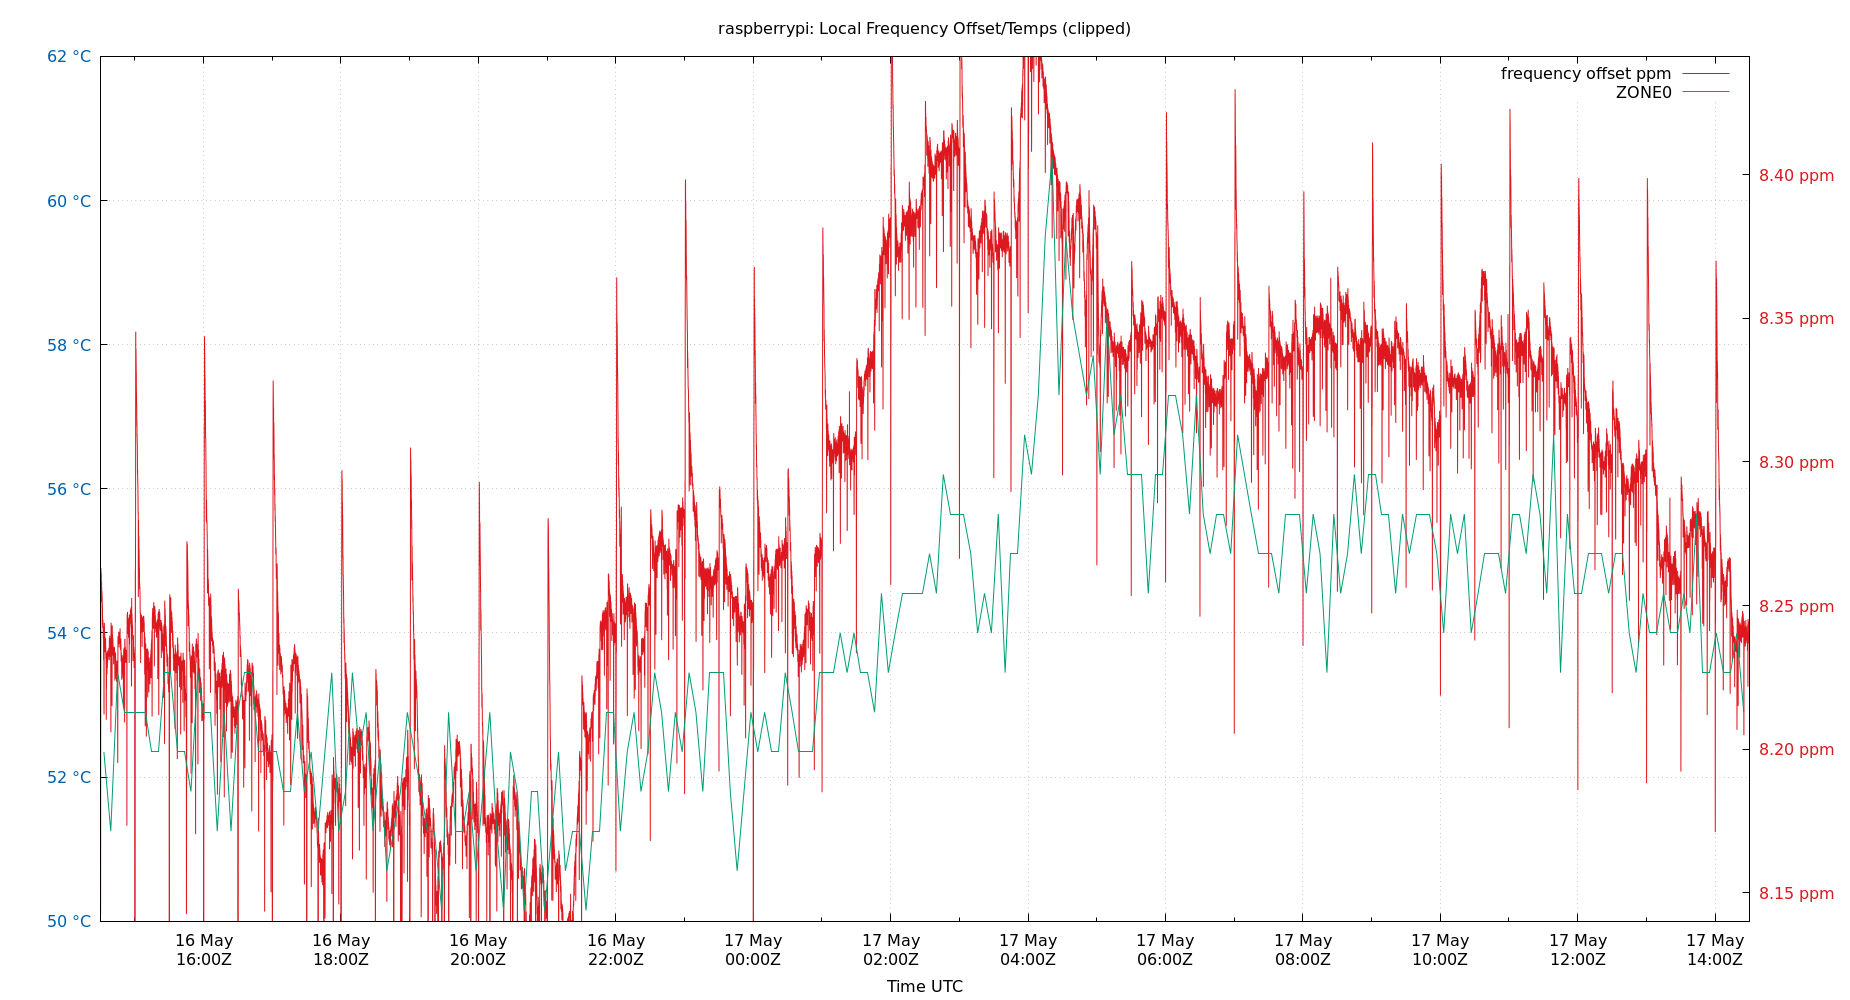 raspberrypi: Local Frequency Offset/Temps (clipped)
62 °C
60 °C
58 °C
56 °C
54 °C
52 °C
50 °C
frequency offset ppm
ZONE0
8.40 ppm
8.35 ppm
8.30 ppm
8.25 ppm
8.20 ppm
8.15 ppm
16 May 16 May 16 May 16 May 17 May 17 May 17 May 17 May 17 May 17 May 17 May 17 May
16:00Z 18:00Z 20:00Z 22:00Z 00:00Z 02:00Z 04:00Z 06:00Z 08:00Z 10:00Z 12:00Z 14:00Z
Time UTC